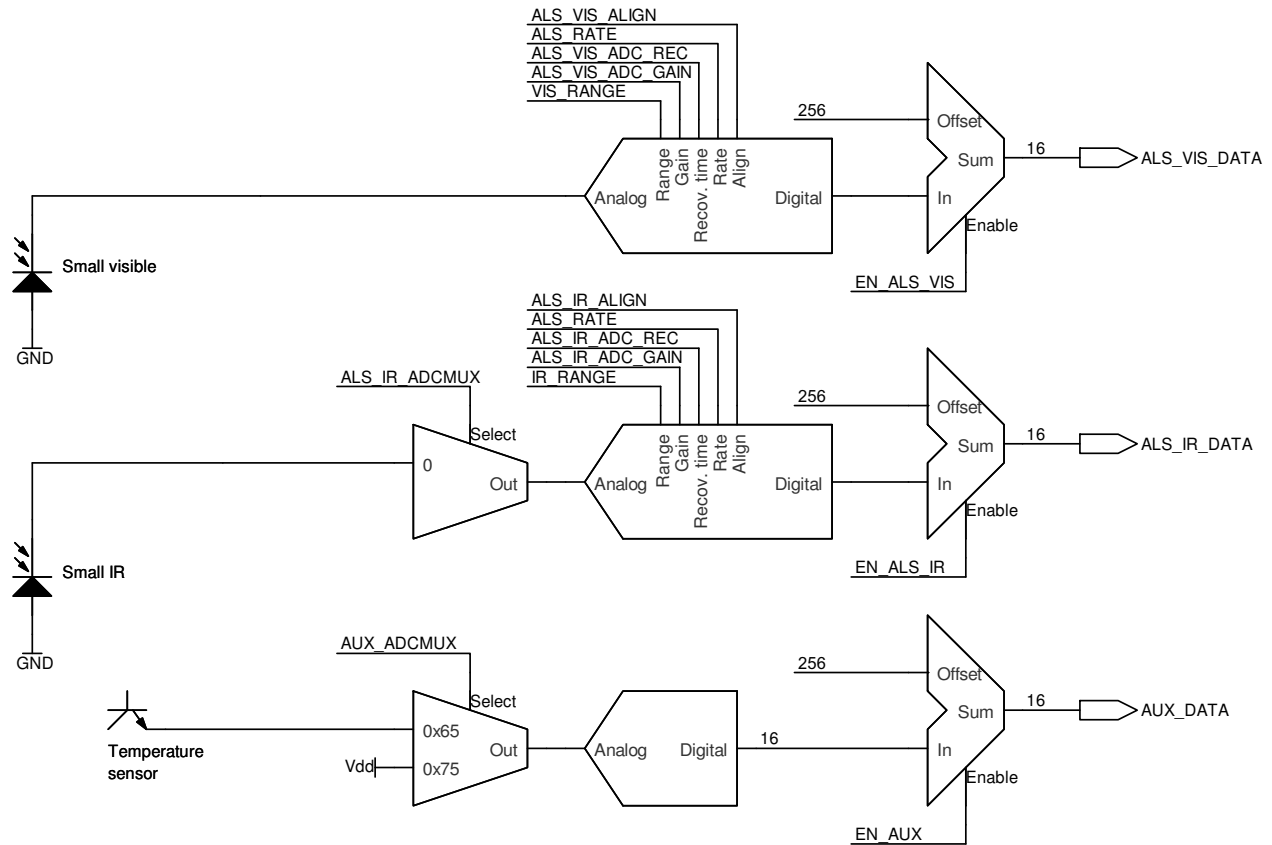 ALS_VIS_ALIGN
ALS_RATE
ALS_VIS_ADC_REC
ALS_VIS_ADC_GAIN
VIS_RANGE
256
Offset
Sum
16
ALS_VIS_DATA
Range
Gain
Recov. time
Rate
Align
Analog
Digital
In
Enable
Small visible
EN_ALS_VIS
GND
ALS_IR_ALIGN
ALS_RATE
ALS_IR_ADC_REC
ALS_IR_ADC_GAIN
IR_RANGE
ALS_IR_ADCMUX
256
Offset
Select
Sum
16
ALS_IR_DATA
0
Out
Range
Gain
Recov. time
Rate
Align
Analog
Digital
In
Enable
Small IR
EN_ALS_IR
GND
AUX_ADCMUX
256
Offset
Select
Sum
16
AUX_DATA
0x65
Out
Analog
Digital
16
In
Temperature
sensor
Vdd
0x75
Enable
EN_AUX